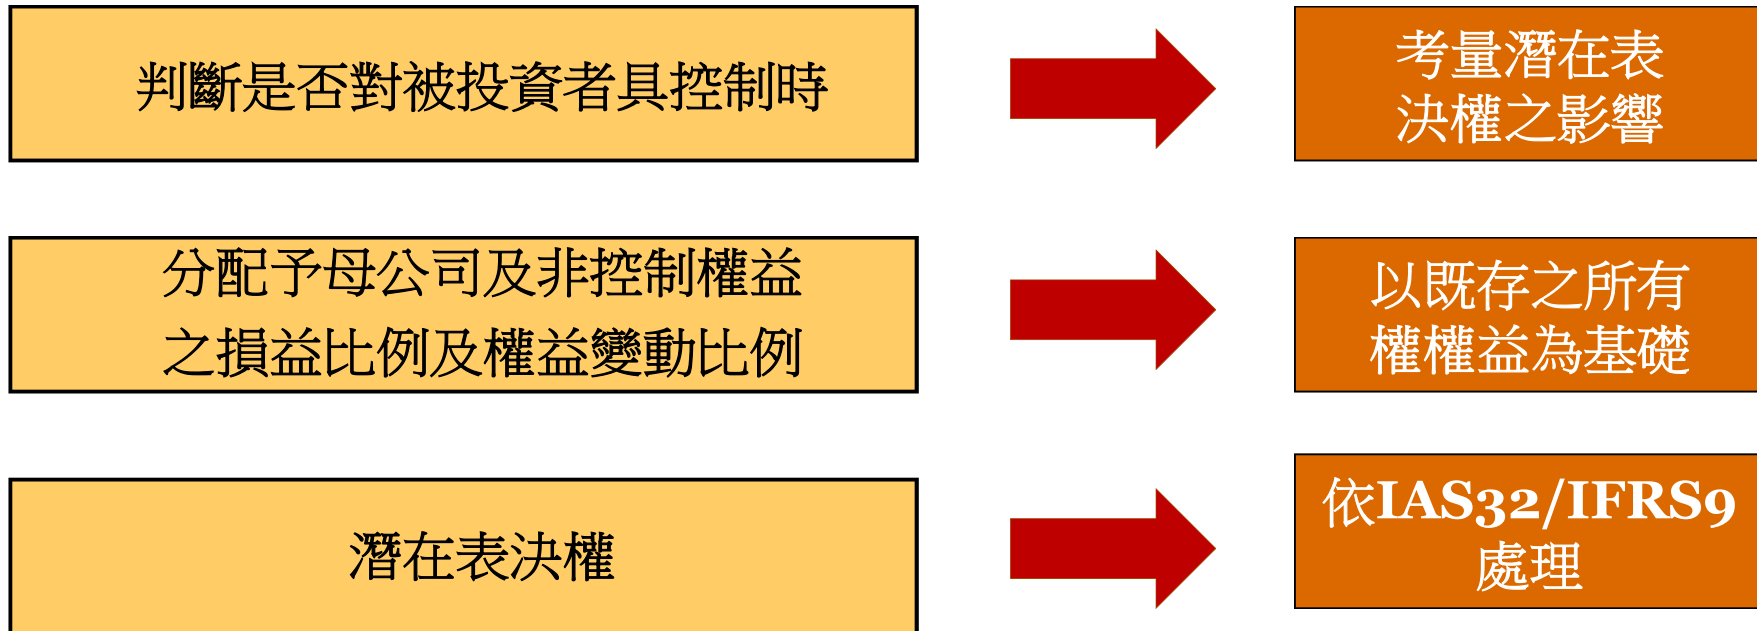 判斷是否對被投資者具控制時
考量潛在表
決權之影響
分配予母公司及非控制權益
之損益比例及權益變動比例
以既存之所有
權權益為基礎
潛在表決權
依IAS32/IFRS9
處理